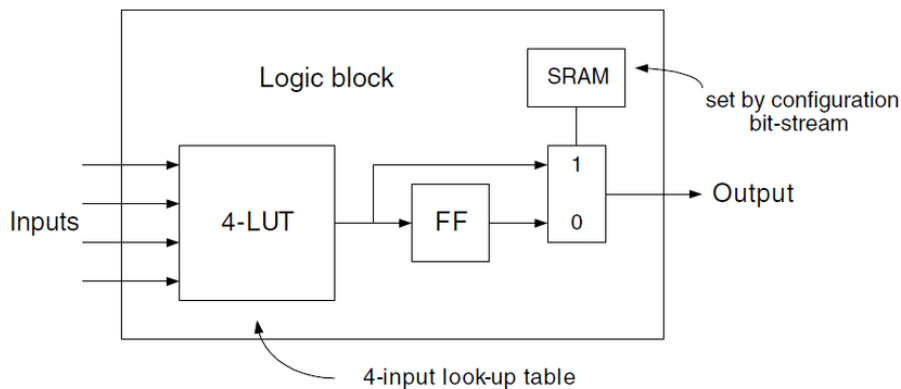 Logic block
SRAM
set by configuration
bit-stream
1
Inputs
4-LUT
FF
0
Output
4-input look-up table